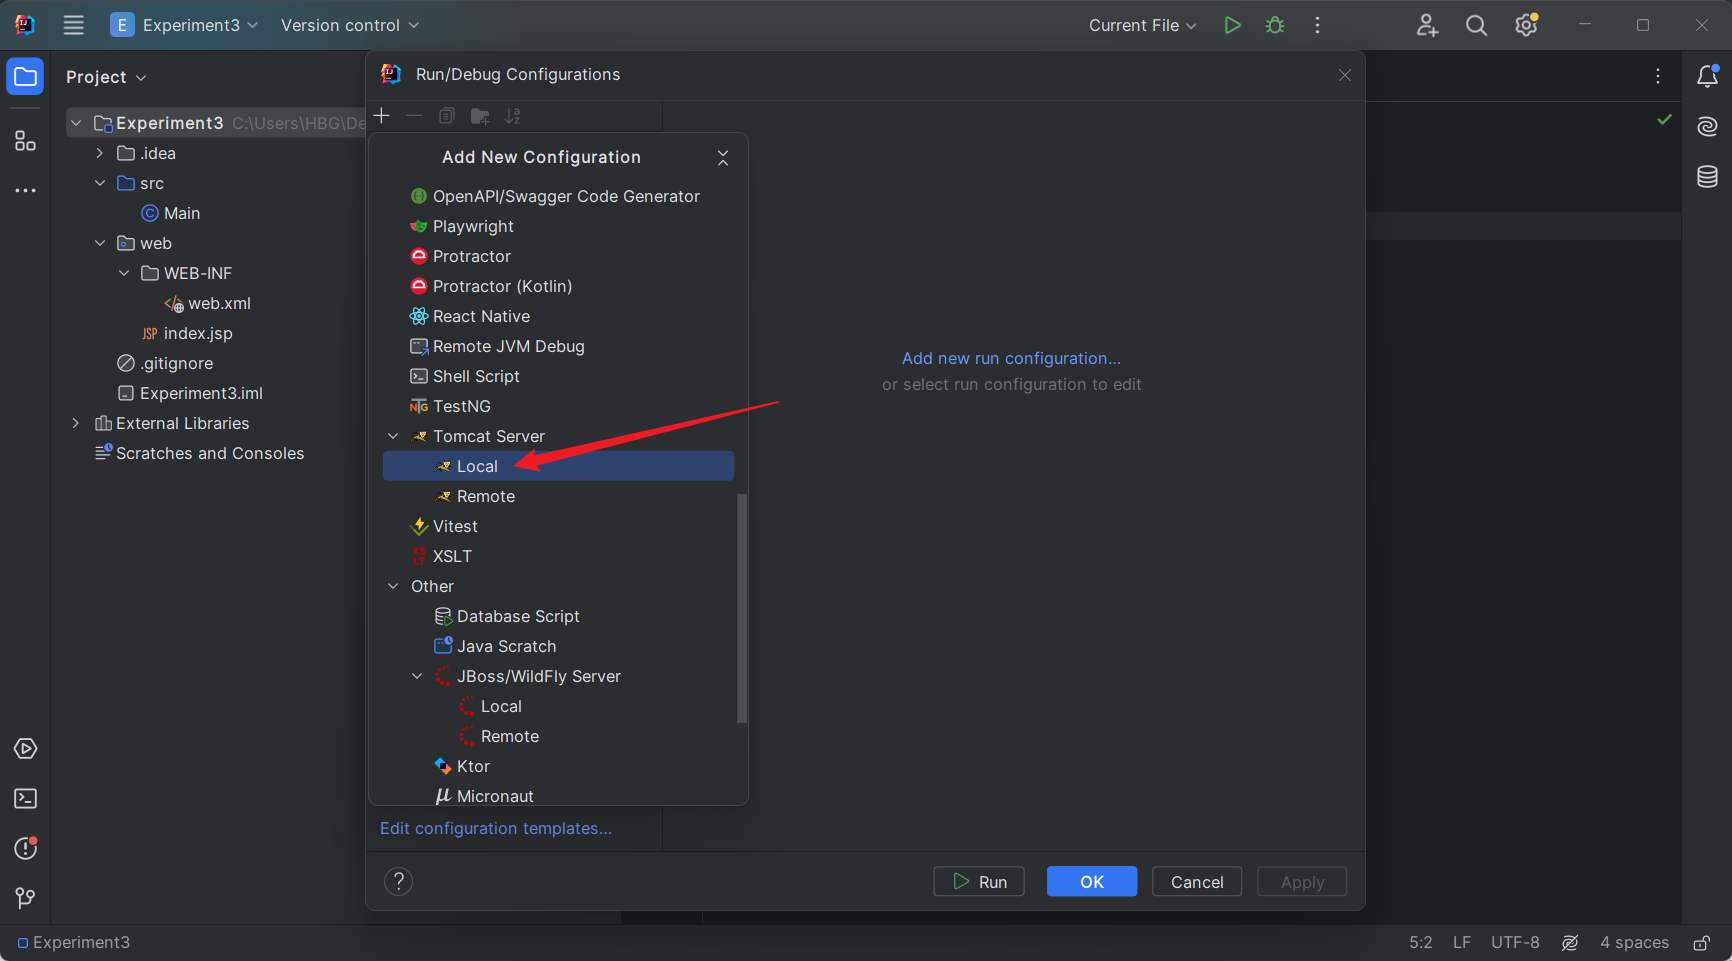 E Experiment3 Version control Current File
Project
Experiment3 C:\Users\HBG\De
.idea
src
Main
web
WEB-INF
web.xml
JSP index.jsp
.gitignore
Experiment3.iml
External Libraries
Scratches and Consoles
Run/Debug Configurations
Add New Configuration
OpenAPI/Swagger Code Generator
Playwright
Protractor
Protractor (Kotlin)
React Native
Remote JVM Debug
Shell Script
TestNG
Tomcat Server
Local
Remote
Vitest
XSLT
Other
Database Script
Java Scratch
JBoss/WildFly Server
Local
Remote
Ktor
Micronaut
Edit configuration templates...
Add new run configuration...
or select run configuration to edit
? Run OK Cancel Apply
Experiment3 5:2 LF UTF-8 4 spaces